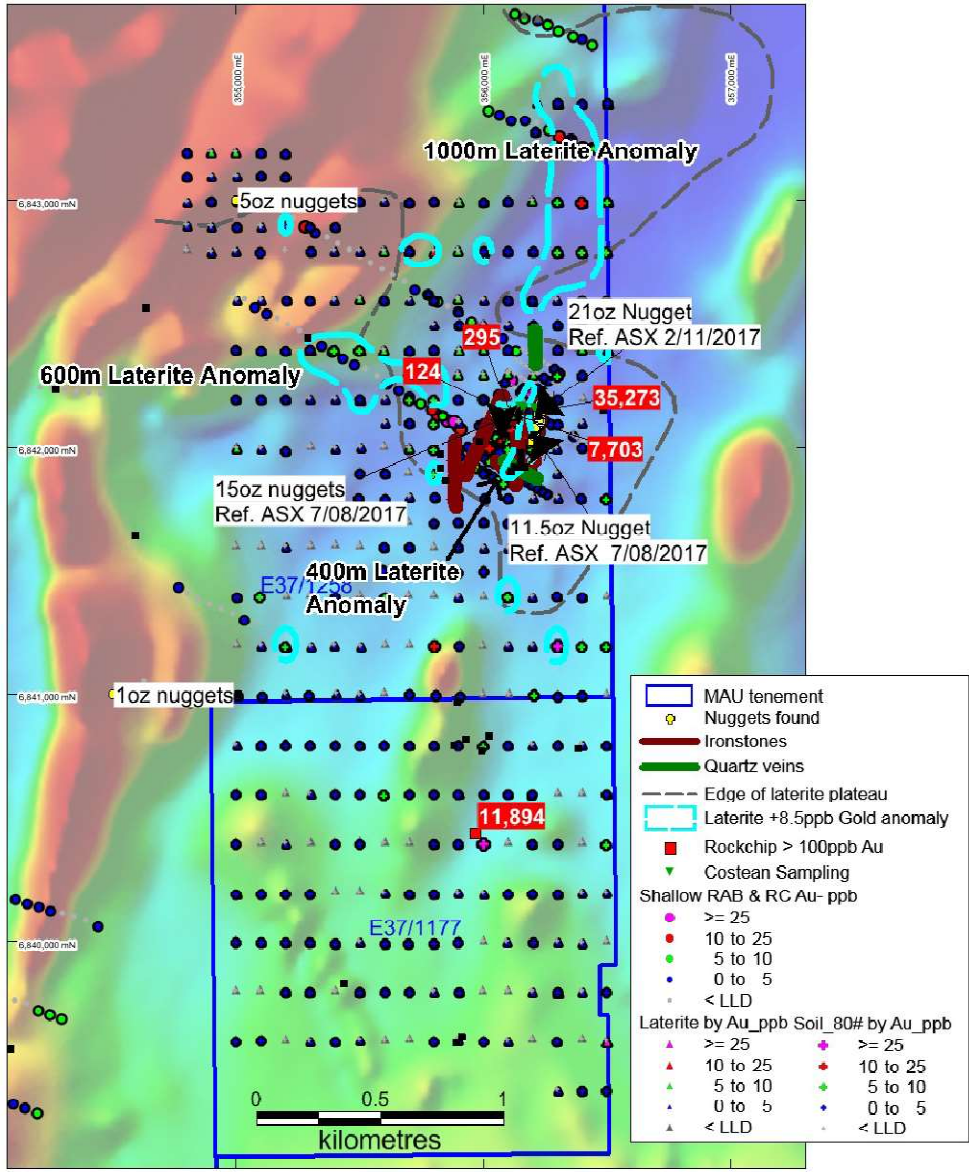 355,000 mE
356,000 mE
357,000 mE
1000m Laterite Anomaly
6,843,000 mN
5oz nuggets
21oz Nugget
Ref. ASX 2/11/2017
295
124
600m Laterite Anomaly
35,273
6,842,000 mN
7,703
15oz nuggets
Ref. ASX 7/08/2017
11.5oz Nugget
Ref. ASX 7/08/2017
E37/1258
400m Laterite
Anomaly
6,841,000 mN
1oz nuggets
11,894
E37/1177
6,840,000 mN
0 0.5 1
kilometres
MAU tenement
Nuggets found
Ironstones
Quartz veins
Edge of laterite plateau
Laterite +8.5ppb Gold anomaly
Rockchip > 100ppb Au
Costean Sampling
Shallow RAB & RC Au- ppb
>= 25
10 to 25
5 to 10
0 to 5
< LLD
Laterite by Au_ppb Soil_80# by Au_ppb
>= 25 >= 25
10 to 25 10 to 25
5 to 10 5 to 10
0 to 5 0 to 5
< LLD < LLD